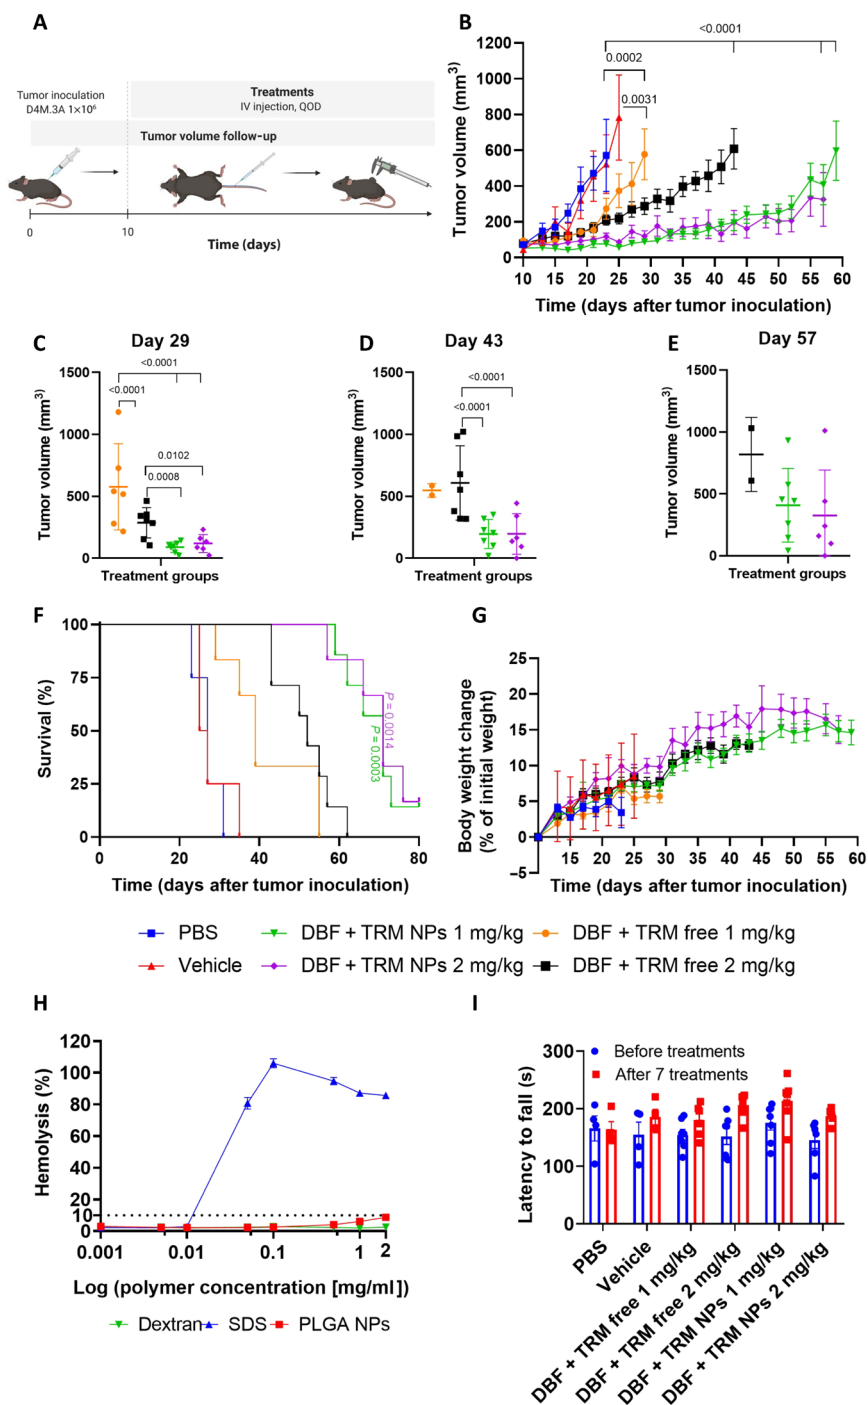 A
Tumor inoculation
D4M.3A 1×10⁶
Treatments
IV injection, QOD
Tumor volume follow-up
0
10
Time (days)
B
<0.0001
0.0002
0.0031
Tumor volume (mm³)
1200
1000
800
600
400
200
0
10 13 15 17 19 21 25 29 35 40 45 50 55 60
Time (days after tumor inoculation)
C
Day 29
<0.0001
<0.0001
0.0102
0.0008
Tumor volume (mm³)
1500
1000
500
0
Treatment groups
D
Day 43
<0.0001
<0.0001
Tumor volume (mm³)
1500
1000
500
0
Treatment groups
E
Day 57
Tumor volume (mm³)
1500
1000
500
0
Treatment groups
F
Survival (%)
100
75
50
25
0
P = 0.0014
P = 0.0003
0 20 40 60 80
Time (days after tumor inoculation)
G
Body weight change
(% of initial weight)
25
20
15
10
5
0
−5
15 17 19 21 25 29 35 40 45 49 55 59 60
Time (days after tumor inoculation)
PBS
DBF + TRM NPs 1 mg/kg
DBF + TRM free 1 mg/kg
Vehicle
DBF + TRM NPs 2 mg/kg
DBF + TRM free 2 mg/kg
H
Hemolysis (%)
120
100
80
60
40
20
10
0
0.001 0.01 0.1 1 2
Log (polymer concentration [mg/ml])
Dextran
SDS
PLGA NPs
I
Latency to fall (s)
300
200
100
0
Before treatments
After 7 treatments
PBS
Vehicle
DBF + TRM free 1 mg/kg
DBF + TRM free 2 mg/kg
DBF + TRM NPs 1 mg/kg
DBF + TRM NPs 2 mg/kg